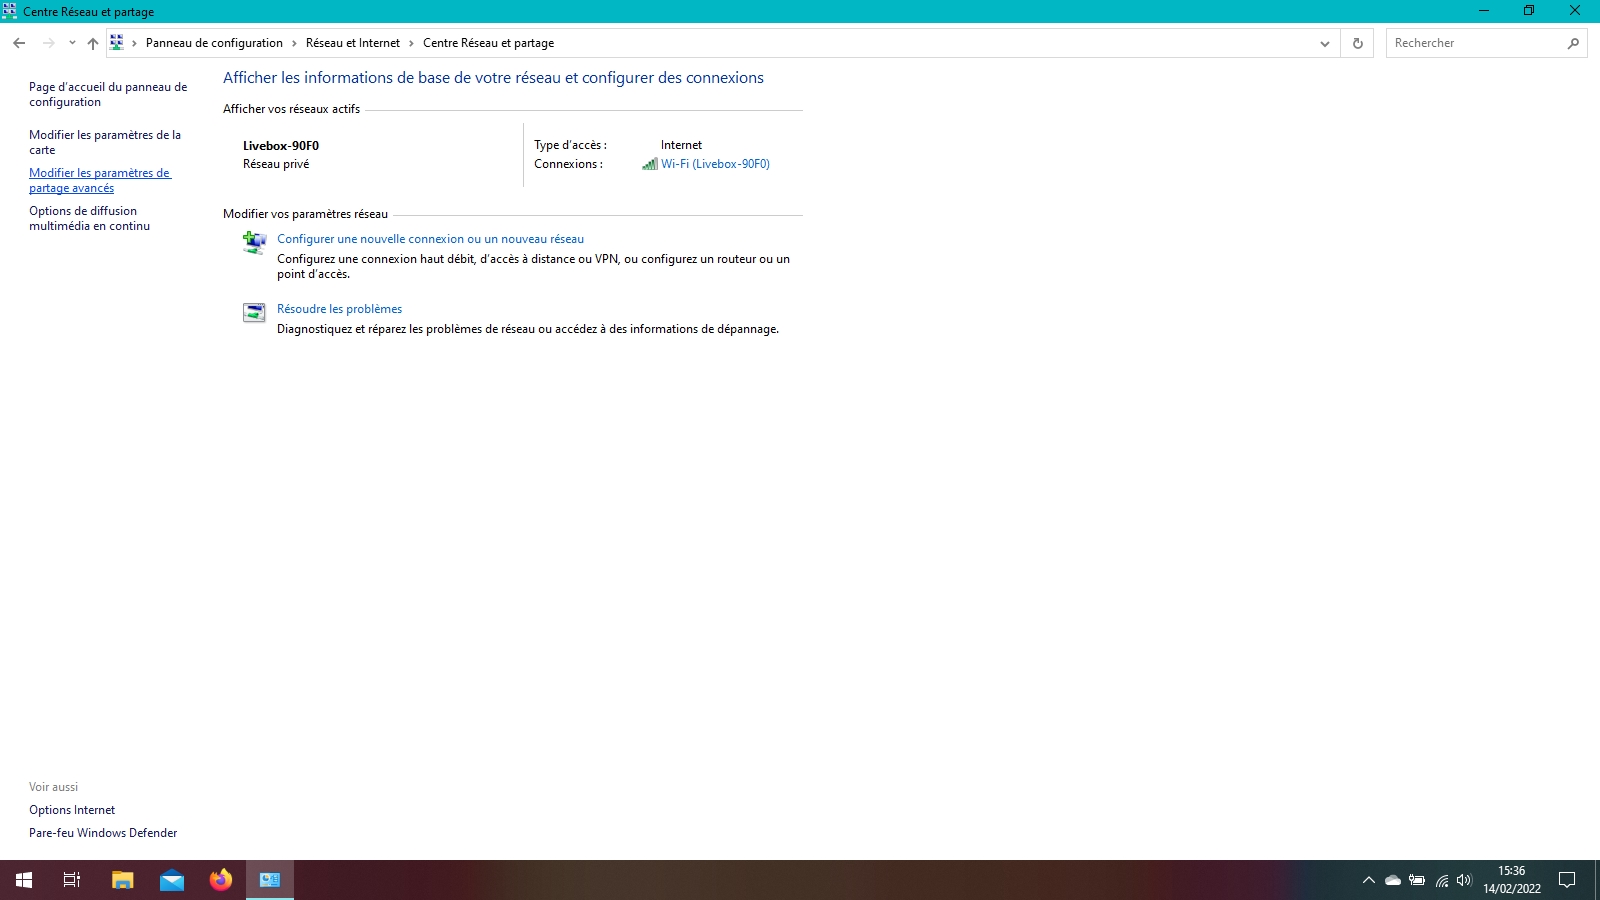 Centre Réseau et partage
Panneau de configuration
Réseau et Internet
Centre Réseau et partage
Rechercher
Page d'accueil du panneau de
configuration
Modifier les paramètres de la
carte
Modifier les paramètres de
partage avancés
Options de diffusion
multimédia en continu
Afficher les informations de base de votre réseau et configurer des connexions
Afficher vos réseaux actifs
Livebox-90F0
Réseau privé
Type d'accès :
Internet
Connexions :
Wi-Fi (Livebox-90F0)
Modifier vos paramètres réseau
Configurer une nouvelle connexion ou un nouveau réseau
Configurez une connexion haut débit, d'accès à distance ou VPN, ou configurez un routeur ou un
point d'accès.
Résoudre les problèmes
Diagnostiquez et réparez les problèmes de réseau ou accédez à des informations de dépannage.
Voir aussi
Options Internet
Pare-feu Windows Defender
15:36
14/02/2022